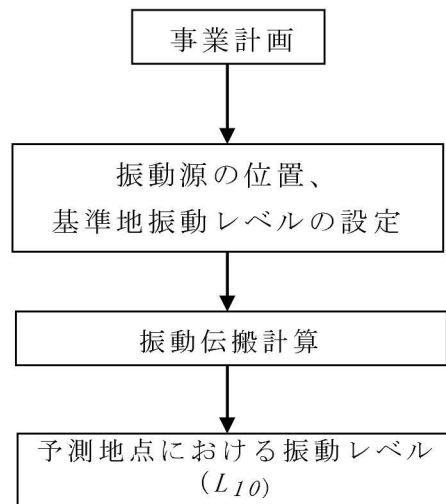 事業計画
振動源の位置、
基準地振動レベルの設定
振動伝搬計算
予測地点における振動レベル
(L10)